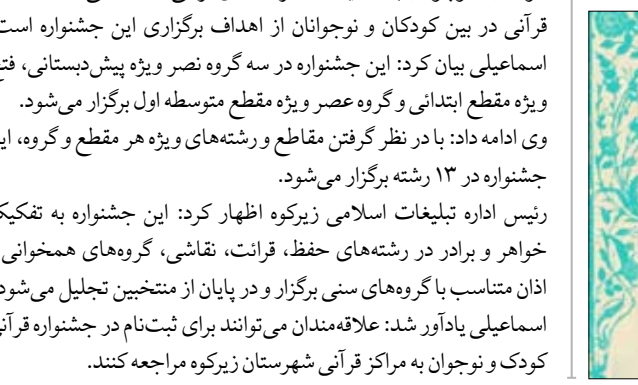 قرآنی در بین کودکان و نوجوانان از اهداف برگزاری این جشنواره است
اسماعیلی بیان کرد: این جشنواره در سه گروه نصر ویژه پیش‌دبستانی، فتح
ویژه مقطع ابتدائی و گروه عصر ویژه مقطع متوسطه اول برگزار می‌شود.
وی ادامه داد: با در نظر گرفتن مقاطع و رشته‌های ویژه هر مقطع و گروه، این
جشنواره در ۱۳ رشته برگزار می‌شود.
رئیس اداره تبلیغات اسلامی زیرکوه اظهار کرد: این جشنواره به تفکیک
خواهر و برادر در رشته‌های حفظ، قرائت، نقاشی، گروه‌های همخوانی
اذان متناسب با گروه‌های سنی برگزار و در پایان از منتخبین تجلیل می‌شود
اسماعیلی یادآور شد: علاقه‌مندان می‌توانند برای ثبت‌نام در جشنواره قرآنی
کودک و نوجوان به مراکز قرآنی شهرستان زیرکوه مراجعه کنند.